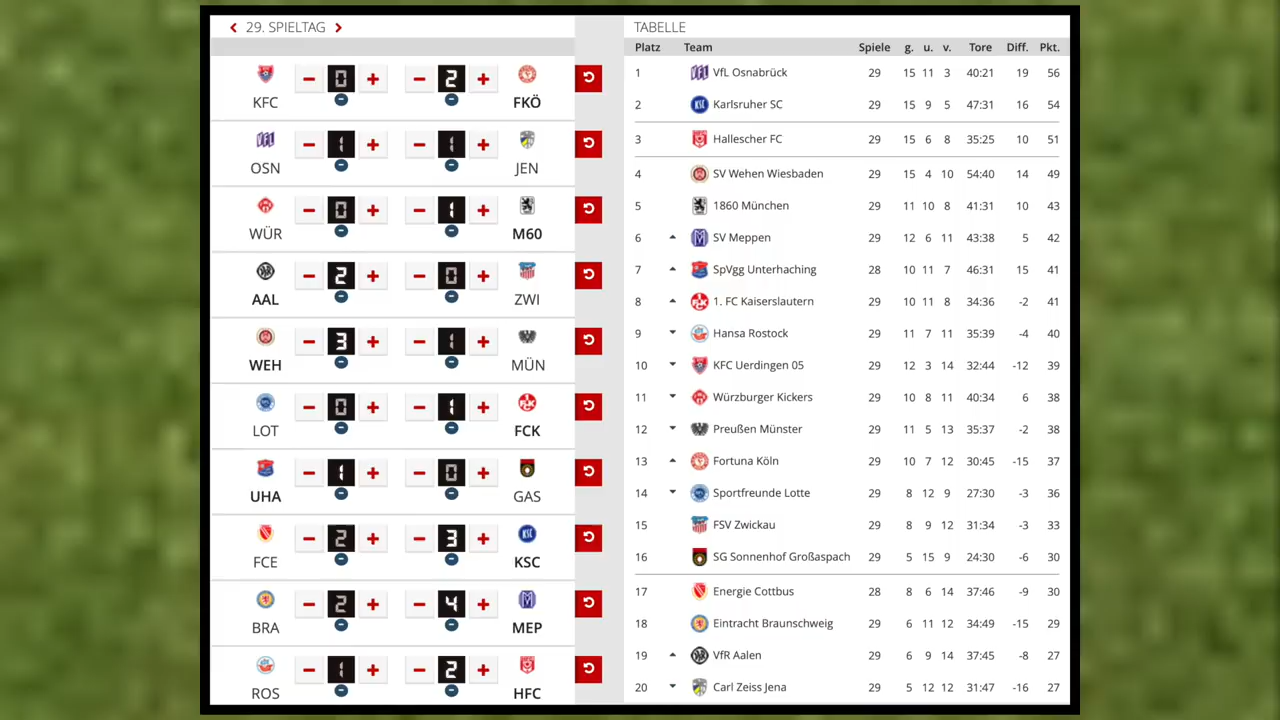 29. SPIELTAG
KFC 0 2 FKÖ
OSN 1 1 JEN
WÜR 0 1 M60
AAL 2 0 ZWI
WEH 3 1 MÜN
LOT 0 1 FCK
UHA 1 0 GAS
FCE 2 3 KSC
BRA 2 4 MEP
ROS 1 2 HFC
TABELLE
Platz Team Spiele g. u. v. Tore Diff. Pkt.
1 VfL Osnabrück 29 15 11 3 40:21 19 56
2 Karlsruher SC 29 15 9 5 47:31 16 54
3 Hallescher FC 29 15 6 8 35:25 10 51
4 SV Wehen Wiesbaden 29 15 4 10 54:40 14 49
5 1860 München 29 11 10 8 41:31 10 43
6 SV Meppen 29 12 6 11 43:38 5 42
7 SpVgg Unterhaching 28 10 11 7 46:31 15 41
8 1. FC Kaiserslautern 29 10 11 8 34:36 -2 41
9 Hansa Rostock 29 11 7 11 35:39 -4 40
10 KFC Uerdingen 05 29 12 3 14 32:44 -12 39
11 Würzburger Kickers 29 10 8 11 40:34 6 38
12 Preußen Münster 29 11 5 13 35:37 -2 38
13 Fortuna Köln 29 10 7 12 30:45 -15 37
14 Sportfreunde Lotte 29 8 12 9 27:30 -3 36
15 FSV Zwickau 29 8 9 12 31:34 -3 33
16 SG Sonnenhof Großaspach 29 5 15 9 24:30 -6 30
17 Energie Cottbus 28 8 6 14 37:46 -9 30
18 Eintracht Braunschweig 29 6 11 12 34:49 -15 29
19 VfR Aalen 29 6 9 14 37:45 -8 27
20 Carl Zeiss Jena 29 5 12 12 31:47 -16 27